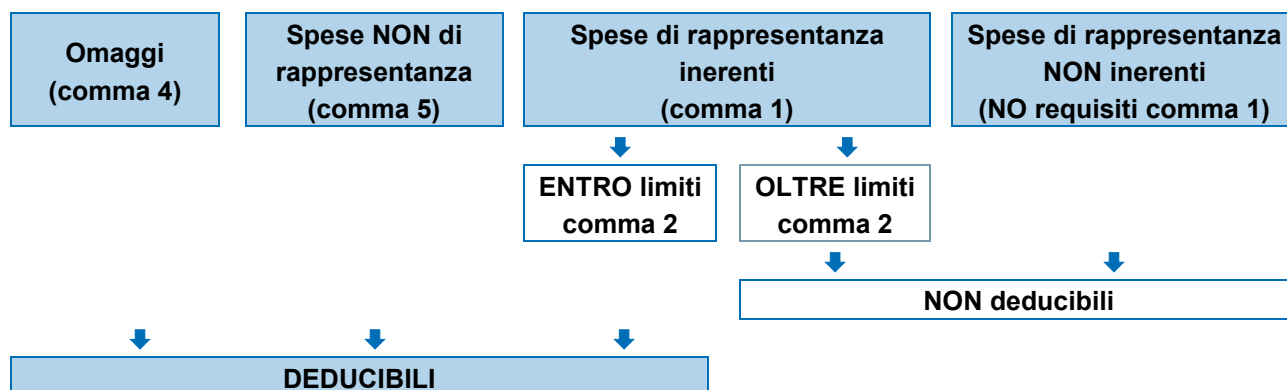 Omaggi
(comma 4)
Spese NON di
rappresentanza
(comma 5)
Spese di rappresentanza
inerenti
(comma 1)
Spese di rappresentanza
NON inerenti
(NO requisiti comma 1)
ENTRO limiti
comma 2
OLTRE limiti
comma 2
NON deducibili
DEDUCIBILI